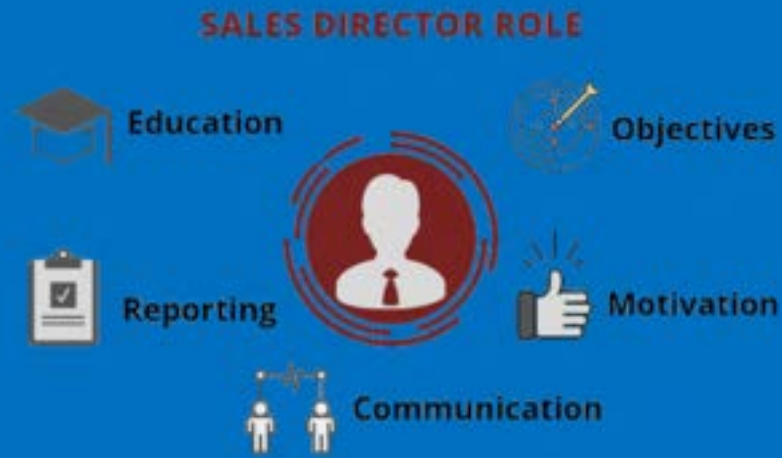 SALES DIRECTOR ROLE
Education
Objectives
Reporting
Motivation
Communication